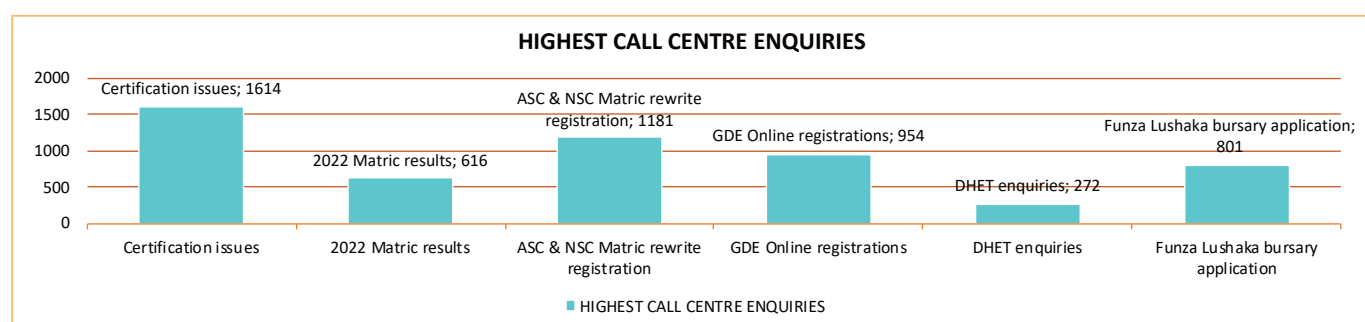 HIGHEST CALL CENTRE ENQUIRIES
2000
1500
1000
500
0
Certification issues; 1614
2022 Matric results; 616
ASC & NSC Matric rewrite
registration; 1181
GDE Online registrations; 954
DHET enquiries; 272
Funza Lushaka bursary application;
801
Certification issues
2022 Matric results
ASC & NSC Matric rewrite
registration
GDE Online registrations
DHET enquiries
Funza Lushaka bursary
application
HIGHEST CALL CENTRE ENQUIRIES